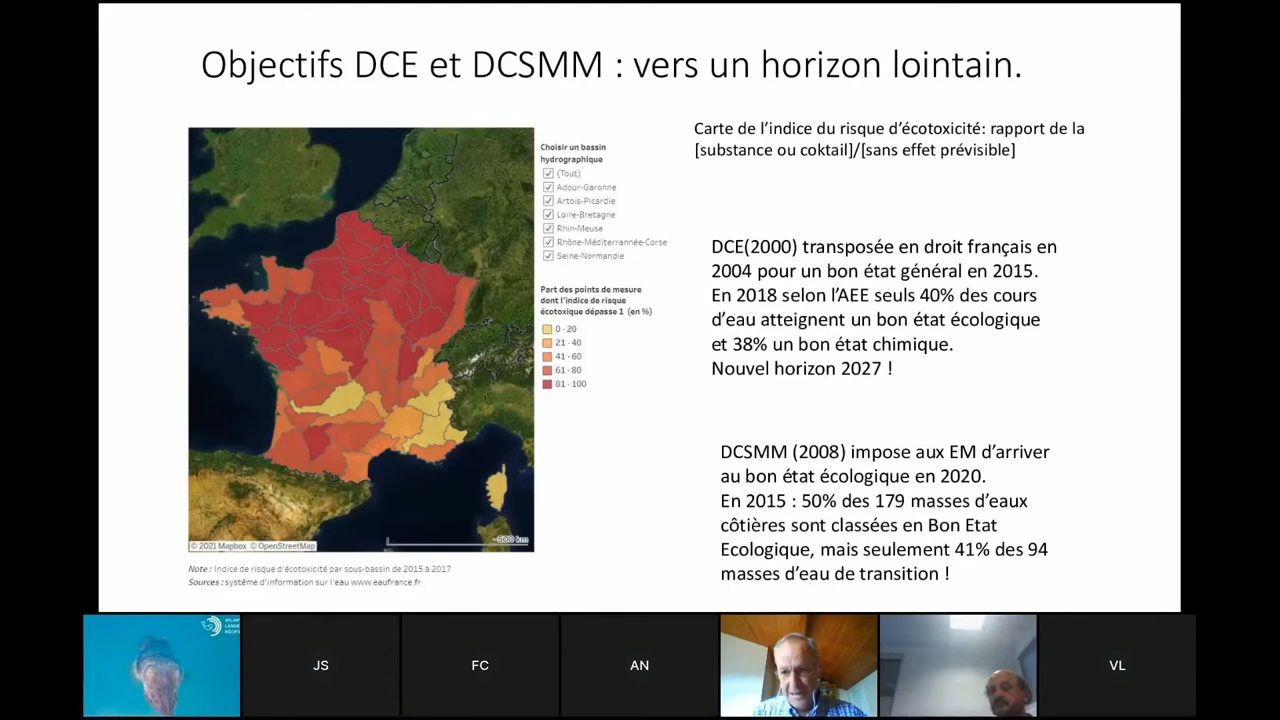 Objectifs DCE et DCSMM : vers un horizon lointain.
Carte de l'indice du risque d'écotoxicité: rapport de la
[substance ou coktail]/[sans effet prévisible]
Choisir un bassin
hydrographique
(Tout)
Adour-Garonne
Artois-Picardie
Loire-Bretagne
Rhin-Meuse
Rhône-Méditerrannée-Corse
Seine-Normandie
Part des points de mesure
dont l'indice de risque
écotoxique dépasse 1 (en %)
0 - 20
21 - 40
41 - 60
61 - 80
81 - 100
DCE(2000) transposée en droit français en
2004 pour un bon état général en 2015.
En 2018 selon l'AEE seuls 40% des cours
d'eau atteignent un bon état écologique
et 38% un bon état chimique.
Nouvel horizon 2027 !
DCSMM (2008) impose aux EM d'arriver
au bon état écologique en 2020.
En 2015 : 50% des 179 masses d'eaux
côtières sont classées en Bon Etat
Ecologique, mais seulement 41% des 94
masses d'eau de transition !
~500 km
© 2021 Mapbox © OpenStreetMap
Note : Indice de risque d'écotoxicité par sous-bassin de 2015 à 2017
Sources : système d'information sur l'eau www.eaufrance.fr
JS
FC
AN
VL